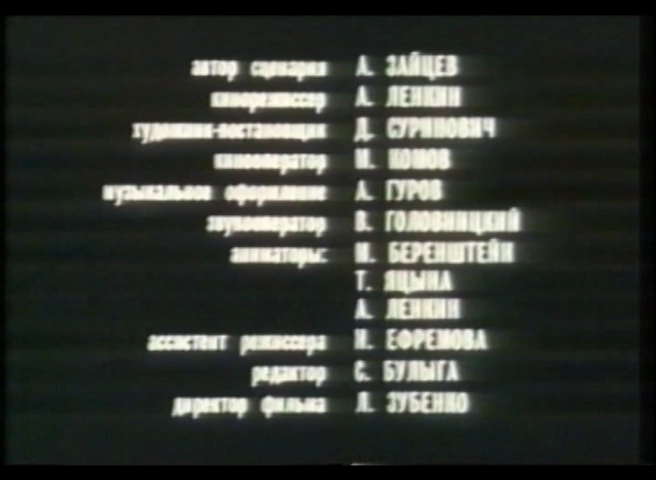 автор сценария А. ЗАЙЦЕВ
кинорежиссер А. ЛЕНКИН
художник-постановщик Д. СУРИНОВИЧ
кинооператор И. КОМОВ
музыкальное оформление А. ГУРОВ
звукооператор В. ГОЛОВНИЦКИЙ
аниматоры: И. БЕРЕНШТЕЙН
Т. ЯЦЫНА
А. ЛЕНКИН
ассистент режиссера Н. ЕФРЕМОВА
редактор С. БУЛЫГА
директор фильма Л. ЗУБЕНКО